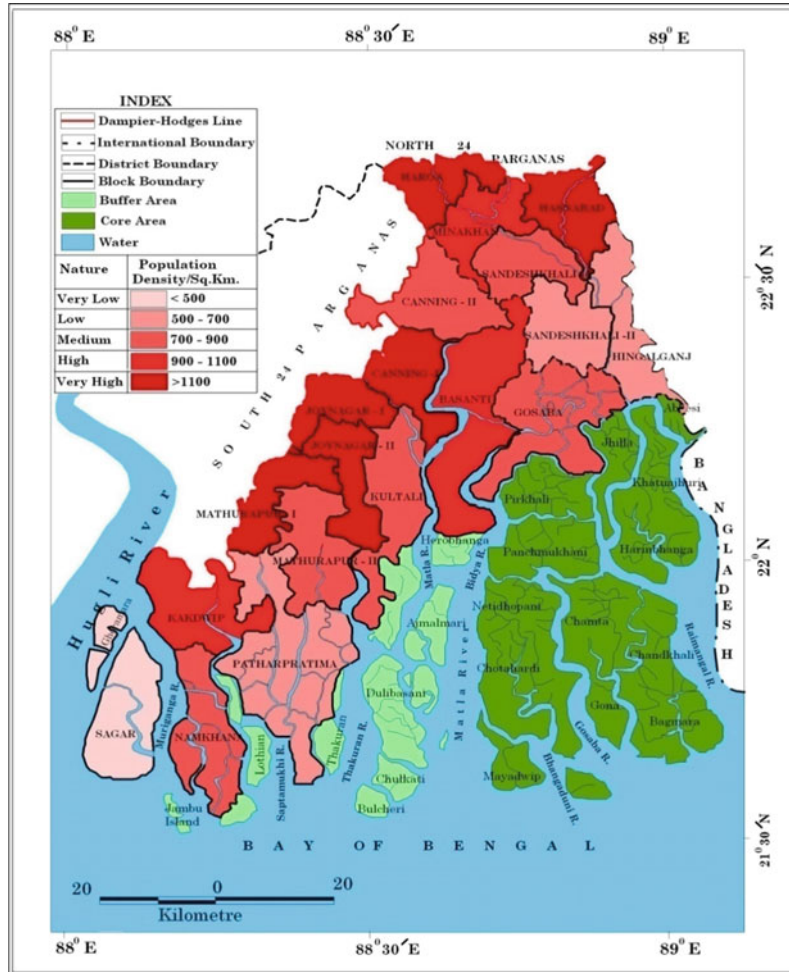 88° E
88° 30′ E
89° E
INDEX
Dampier-Hodges Line
International Boundary
District Boundary
Block Boundary
Buffer Area
Core Area
Water
Nature
Population
Density/Sq.Km.
Very Low
< 500
Low
500 - 700
Medium
700 - 900
High
900 - 1100
Very High
>1100
NORTH 24 PARGANAS
SOUTH 24 PARGANAS
HAROA
HASNABAD
MINAKHAN
SANDESHKHALI
CANNING - II
SANDESHKHALI - II
HINGALGANJ
CANNING - I
BASANTI
GOSABA
JOYNAGAR - I
JOYNAGAR - II
KULTALI
MATHURAPUR - I
MATHURAPUR - II
KAKDWIP
PATHARPRATIMA
SAGAR
NAMKHANA
Jhilla
Pirkhali
Khatuajhuri
Panchmukhani
Harinbhanga
Herobhanga
Netidhopani
Chamta
Ajmalmari
Chotahardi
Chandkhali
Dulibasani
Gona
Bagmara
Lothian
Thakuran
Chulkati
Mayadwip
Bulcheri
Jambu
Island
Hugli River
Muriganga R.
Saptamukhi R.
Thakuran R.
Matla R.
Bidya R.
Matla River
Gosaba R.
Bhangaduni R.
Raimangal R.
BANGLADESH
BAY OF BENGAL
22° 30′ N
22° N
21° 30′ N
20 0 20
Kilometre
88° E
88° 30′ E
89° E